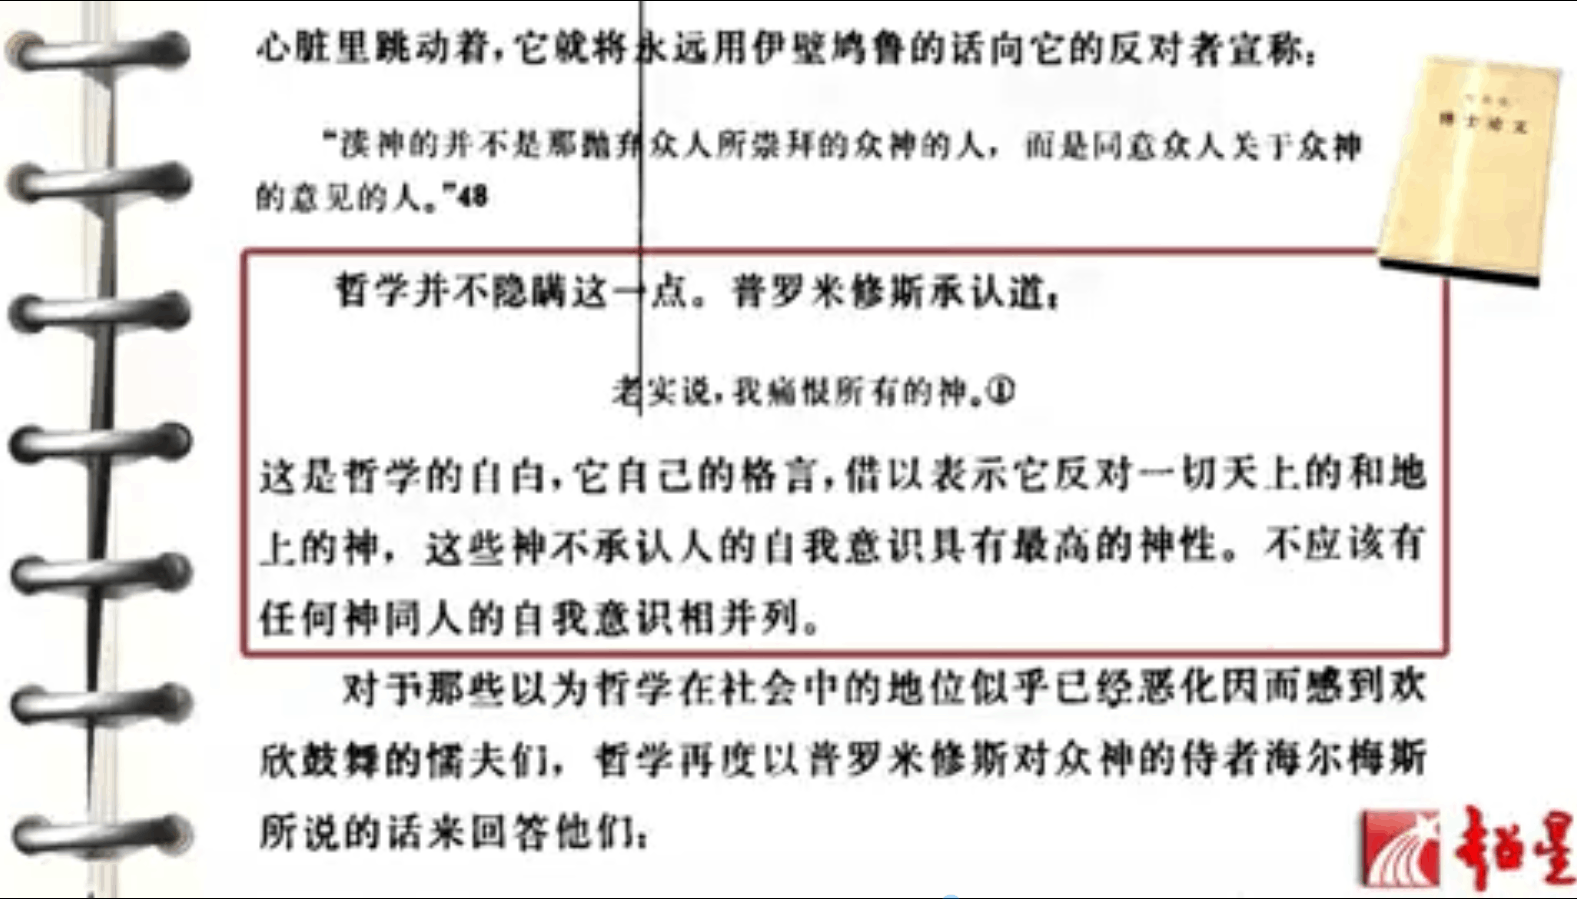 心脏里跳动着，它就将永远用伊壁鸠鲁的话向它的反对者宣称：
“渎神的并不是那抛弃众人所崇拜的众神的人，而是同意众人关于众神
的意见的人。”48
哲学并不隐瞒这一点。普罗米修斯承认道：
老实说，我痛恨所有的神。①
这是哲学的自白，它自己的格言，借以表示它反对一切天上的和地
上的神，这些神不承认人的自我意识具有最高的神性。不应该有
任何神同人的自我意识相并列。
对于那些以为哲学在社会中的地位似乎已经恶化因而感到欢
欣鼓舞的懦夫们，哲学再度以普罗米修斯对众神的侍者海尔梅斯
所说的话来回答他们：
博士论文
超星